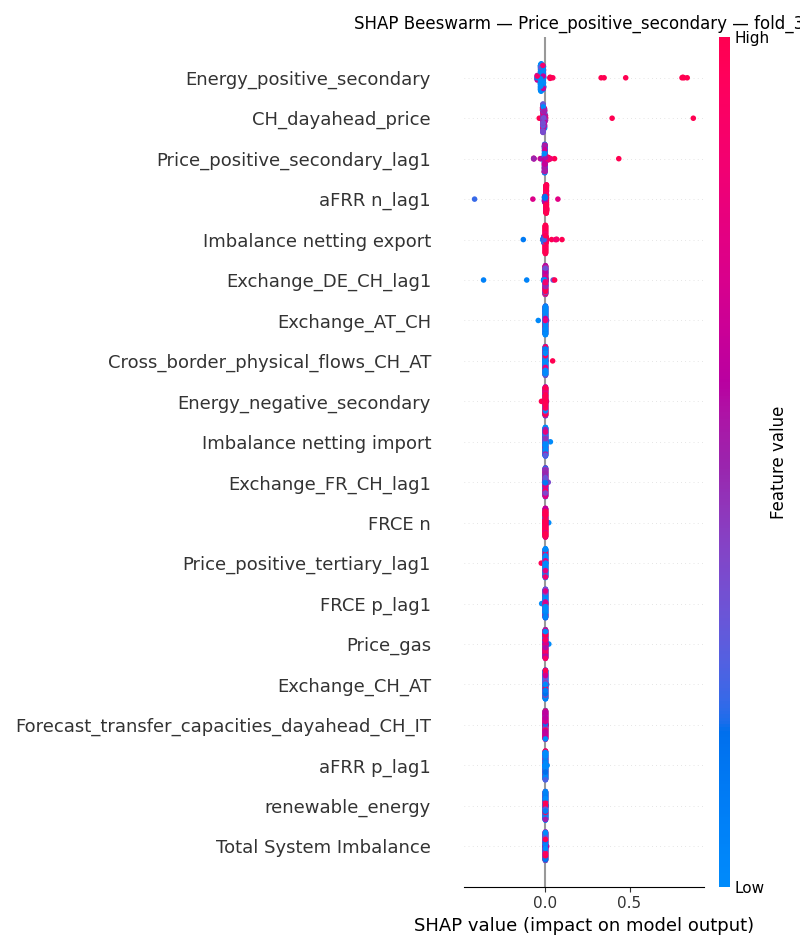 SHAP Beeswarm — Price_positive_secondary — fold_3
High
Energy_positive_secondary
CH_dayahead_price
Price_positive_secondary_lag1
aFRR n_lag1
Imbalance netting export
Exchange_DE_CH_lag1
Exchange_AT_CH
Cross_border_physical_flows_CH_AT
Energy_negative_secondary
Imbalance netting import
Exchange_FR_CH_lag1
FRCE n
Price_positive_tertiary_lag1
FRCE p_lag1
Price_gas
Exchange_CH_AT
Forecast_transfer_capacities_dayahead_CH_IT
aFRR p_lag1
renewable_energy
Total System Imbalance
Feature value
Low
0.0 0.5
SHAP value (impact on model output)